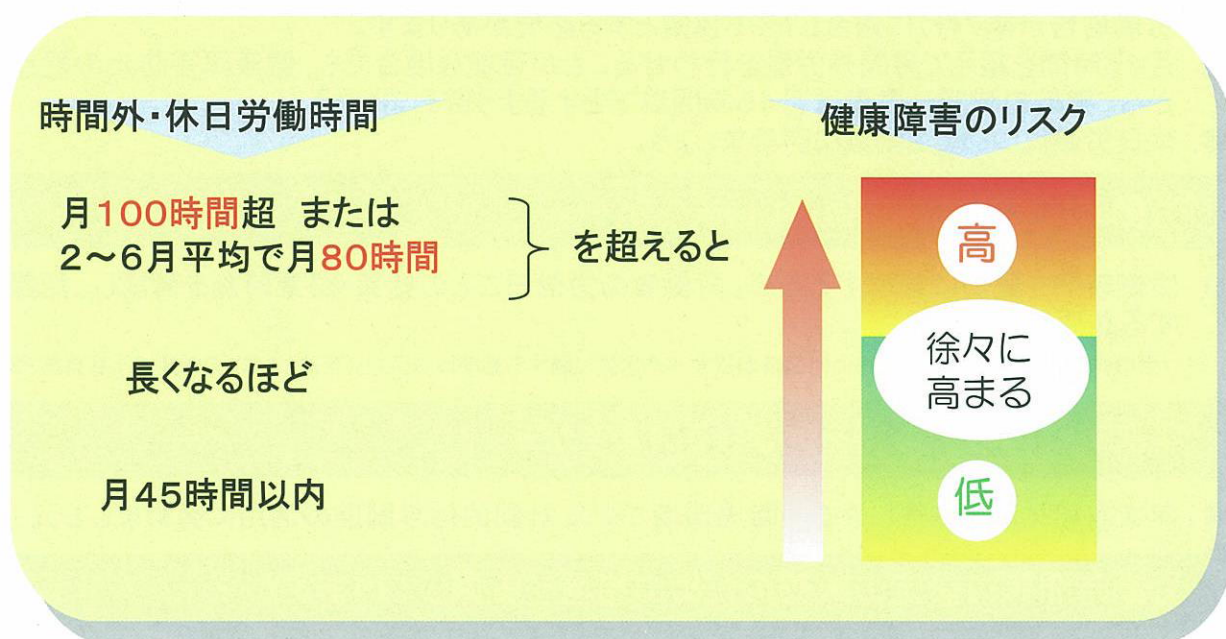 時間外・休日労働時間
健康障害のリスク
月100時間超 または
2～6月平均で月80時間
を超えると
高
長くなるほど
徐々に
高まる
月45時間以内
低